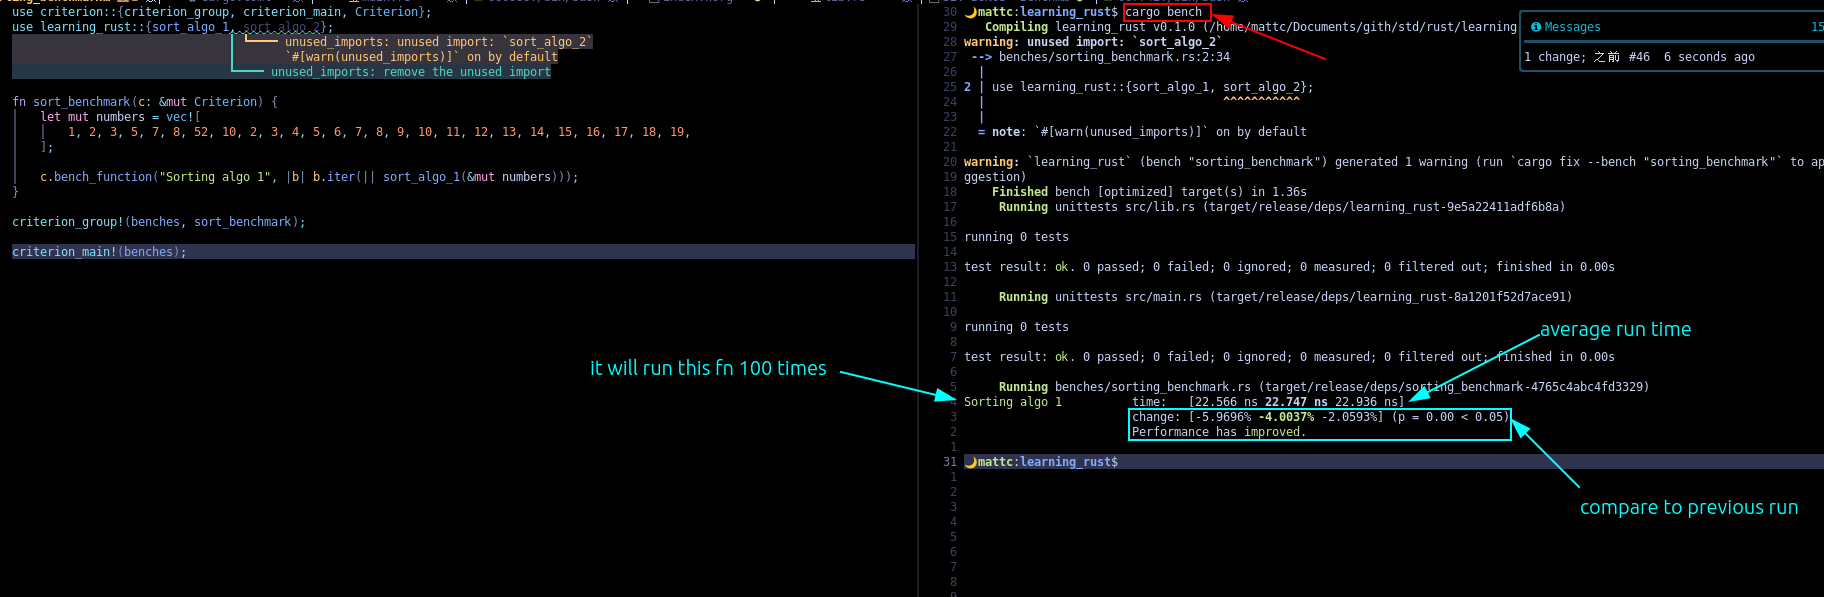 use criterion::{criterion_group, criterion_main, Criterion};
use learning_rust::{sort_algo_1, sort_algo_2};
unused_imports: unused import: `sort_algo_2`
`#[warn(unused_imports)]` on by default
unused_imports: remove the unused import
fn sort_benchmark(c: &mut Criterion) {
let mut numbers = vec![
1, 2, 3, 5, 7, 8, 52, 10, 2, 3, 4, 5, 6, 7, 8, 9, 10, 11, 12, 13, 14, 15, 16, 17, 18, 19,
];
c.bench_function("Sorting algo 1", |b| b.iter(|| sort_algo_1(&mut numbers)));
}
criterion_group!(benches, sort_benchmark);
criterion_main!(benches);
it will run this fn 100 times
30 mattc:learning_rust$ cargo bench
29 Compiling learning_rust v0.1.0 (/home/mattc/Documents/gith/std/rust/learning
28 warning: unused import: `sort_algo_2`
27 --> benches/sorting_benchmark.rs:2:34
26 |
25 2 | use learning_rust::{sort_algo_1, sort_algo_2};
24 | ^^^^^^^^^^^
23 |
22 = note: `#[warn(unused_imports)]` on by default
21
20 warning: `learning_rust` (bench "sorting_benchmark") generated 1 warning (run `cargo fix --bench "sorting_benchmark"` to ap
19 ggestion)
18 Finished bench [optimized] target(s) in 1.36s
17 Running unittests src/lib.rs (target/release/deps/learning_rust-9e5a22411adf6b8a)
16
15 running 0 tests
14
13 test result: ok. 0 passed; 0 failed; 0 ignored; 0 measured; 0 filtered out; finished in 0.00s
12
11 Running unittests src/main.rs (target/release/deps/learning_rust-8a1201f52d7ace91)
10
9 running 0 tests
8
7 test result: ok. 0 passed; 0 failed; 0 ignored; 0 measured; 0 filtered out; finished in 0.00s
6
5 Running benches/sorting_benchmark.rs (target/release/deps/sorting_benchmark-4765c4abc4fd3329)
4 Sorting algo 1 time: [22.566 ns 22.747 ns 22.936 ns]
3 change: [-5.9696% -4.0037% -2.0593%] (p = 0.00 < 0.05)
2 Performance has improved.
1
31 mattc:learning_rust$
1
2
3
4
5
6
7
8
9
Messages 15
1 change; 之前 #46 6 seconds ago
average run time
compare to previous run